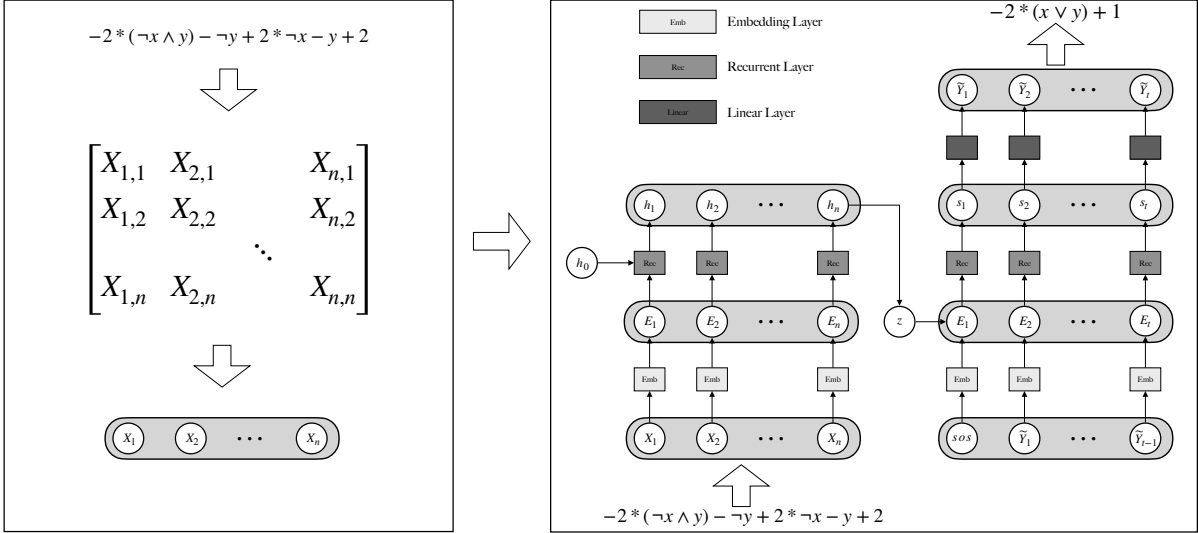 −2 * (¬x ∧ y) − ¬y + 2 * ¬x − y + 2
X1,1 X2,1 Xn,1
X1,2 X2,2 Xn,2
⋱
X1,n X2,n Xn,n
X1 X2 ⋯ Xn
−2 * (x ∨ y) + 1
Emb Embedding Layer
Rec Recurrent Layer
Linear Linear Layer
Ỹ1 Ỹ2 ⋯ Ỹt
h1 h2 ⋯ hn
s1 s2 ⋯ st
h0 Rec Rec Rec
Rec Rec Rec
E1 E2 ⋯ En
z
E1 E2 ⋯ Et
Emb Emb Emb
Emb Emb Emb
X1 X2 ⋯ Xn
sos Ỹ1 ⋯ Ỹt−1
−2 * (¬x ∧ y) − ¬y + 2 * ¬x − y + 2